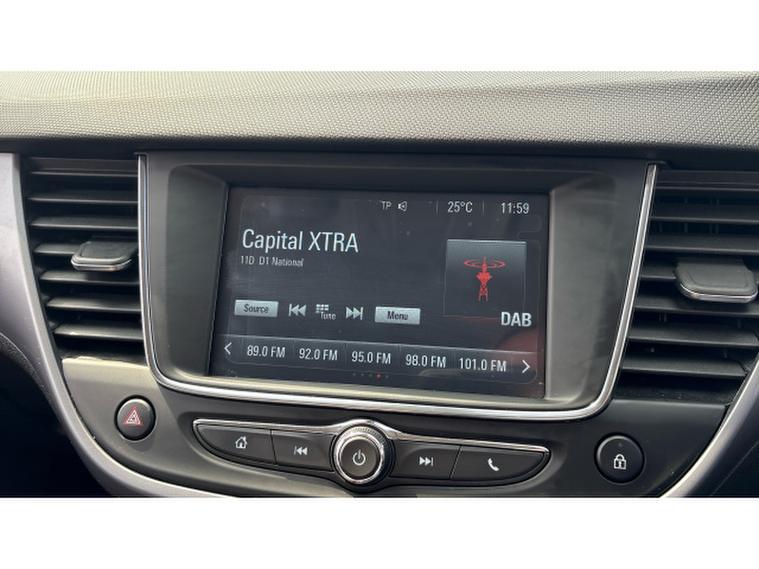 TP 25°C 11:59
Capital XTRA
11D D1 National
Source Tune Menu
DAB
89.0 FM 92.0 FM 95.0 FM 98.0 FM 101.0 FM